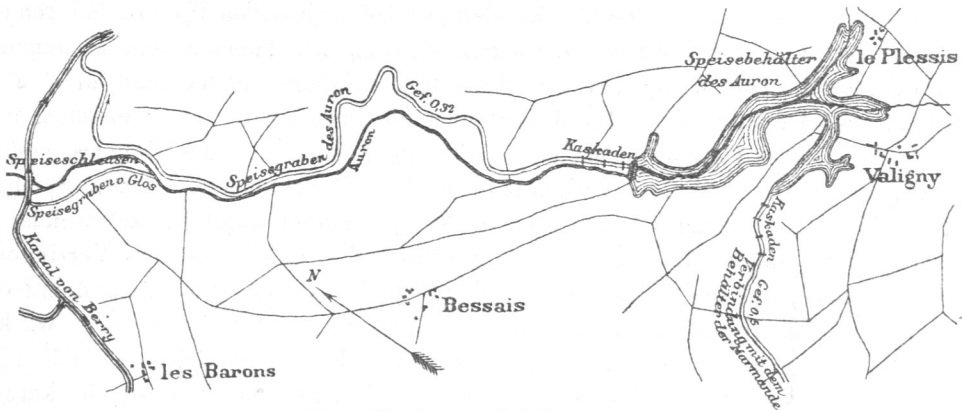 le Plessis
Speisebehälter
des Auron
Gef. 0,32
Speisegraben des Auron
Auron
Kaskaden
Speiseschleusen
Speisegraben v. Glos
Valigny
Kaskaden
Gef. 0,5
Verbindung mit dem
Behälter der Marmande
Kanal von Berry
N
Bessais
les Barons